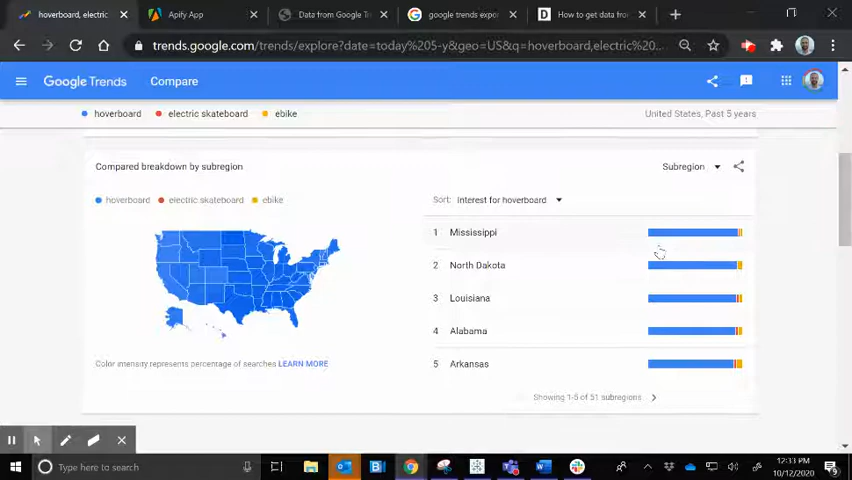 hoverboard, electric
Apify App
Data from Google Tre
google trends expor
How to get data from
trends.google.com/trends/explore?date=today%205-y&geo=US&q=hoverboard,electric%20...
Google Trends Compare
hoverboard electric skateboard ebike United States, Past 5 years
Compared breakdown by subregion Subregion
hoverboard electric skateboard ebike
Sort: Interest for hoverboard
1 Mississippi
2 North Dakota
3 Louisiana
4 Alabama
5 Arkansas
Color intensity represents percentage of searches LEARN MORE
Showing 1-5 of 51 subregions
Type here to search
12:33 PM
10/12/2020